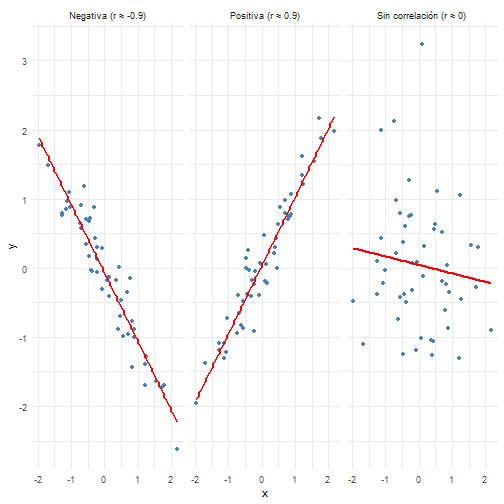 Negativa (r ≈ -0.9) Positiva (r ≈ 0.9) Sin correlación (r ≈ 0)
3
2
1
0
-1
-2
y
-2 -1 0 1 2 -2 -1 0 1 2 -2 -1 0 1 2
x